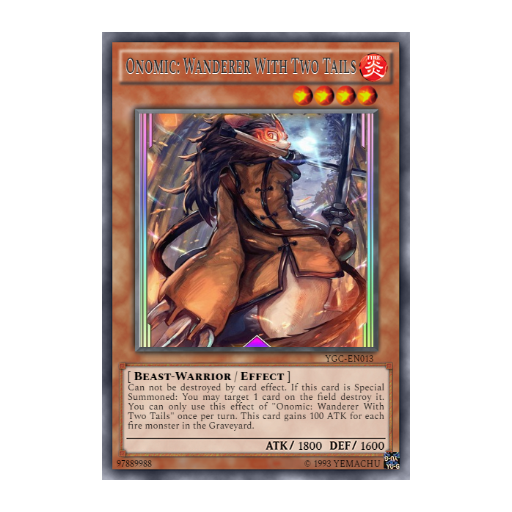 Onomic: Wanderer With Two Tails
FIRE
炎
YGC-EN013
[ Beast-Warrior / Effect ]
Can not be destroyed by card effect. If this card is Special
Summoned: You may target 1 card on the field destroy it.
You can only use this effect of "Onomic: Wanderer With
Two Tails" once per turn. This card gains 100 ATK for each
fire monster in the Graveyard.
ATK/ 1800 DEF/ 1600
97889988
© 1993 YEMACHU